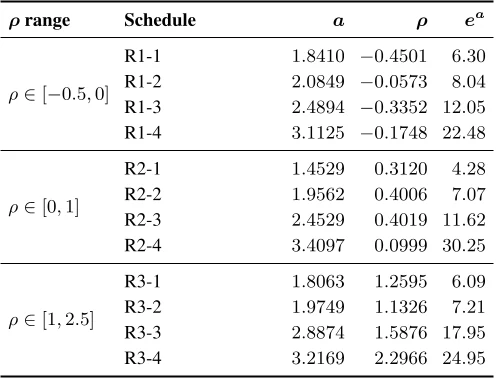 ρ range Schedule a ρ eᵃ
R1-1 1.8410 −0.4501 6.30
R1-2 2.0849 −0.0573 8.04
ρ ∈ [−0.5, 0]
R1-3 2.4894 −0.3352 12.05
R1-4 3.1125 −0.1748 22.48
R2-1 1.4529 0.3120 4.28
R2-2 1.9562 0.4006 7.07
ρ ∈ [0, 1]
R2-3 2.4529 0.4019 11.62
R2-4 3.4097 0.0999 30.25
R3-1 1.8063 1.2595 6.09
R3-2 1.9749 1.1326 7.21
ρ ∈ [1, 2.5]
R3-3 2.8874 1.5876 17.95
R3-4 3.2169 2.2966 24.95